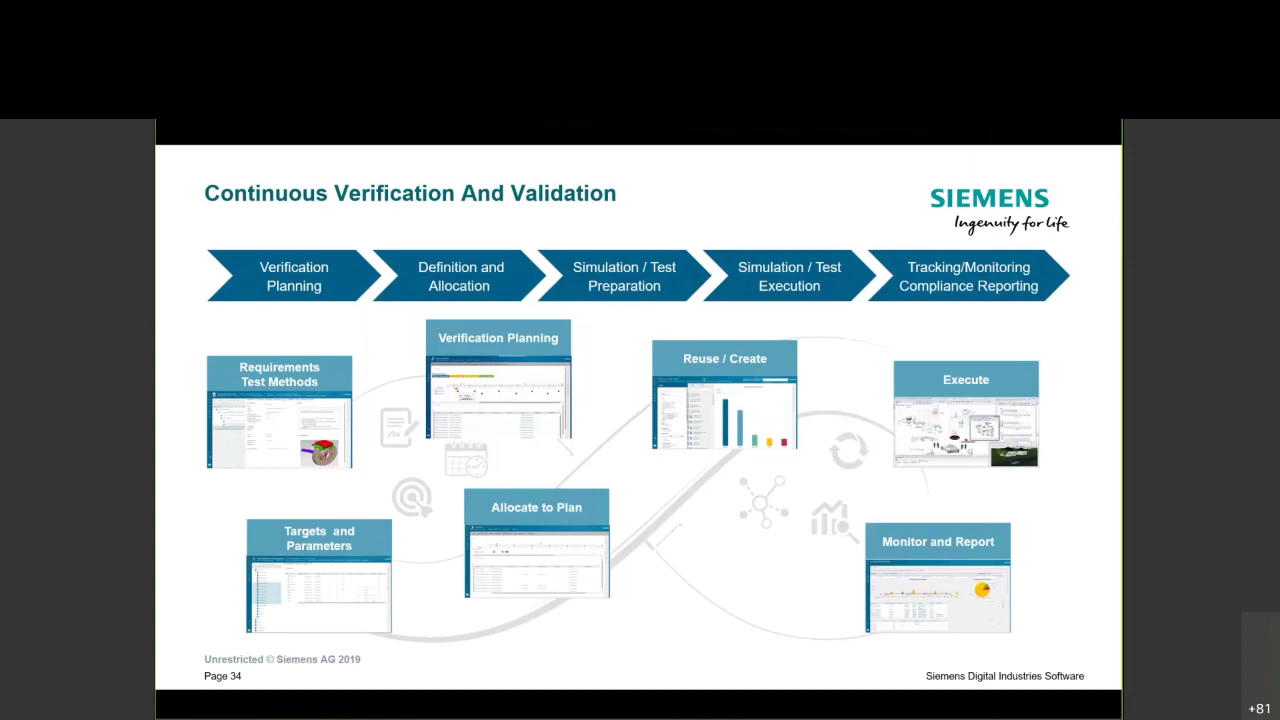 Continuous Verification And Validation
SIEMENS
Ingenuity for life
Verification
Planning
Definition and
Allocation
Simulation / Test
Preparation
Simulation / Test
Execution
Tracking/Monitoring
Compliance Reporting
Requirements
Test Methods
Verification Planning
Reuse / Create
Execute
Targets and
Parameters
Allocate to Plan
Monitor and Report
Unrestricted © Siemens AG 2019
Page 34
Siemens Digital Industries Software
+81